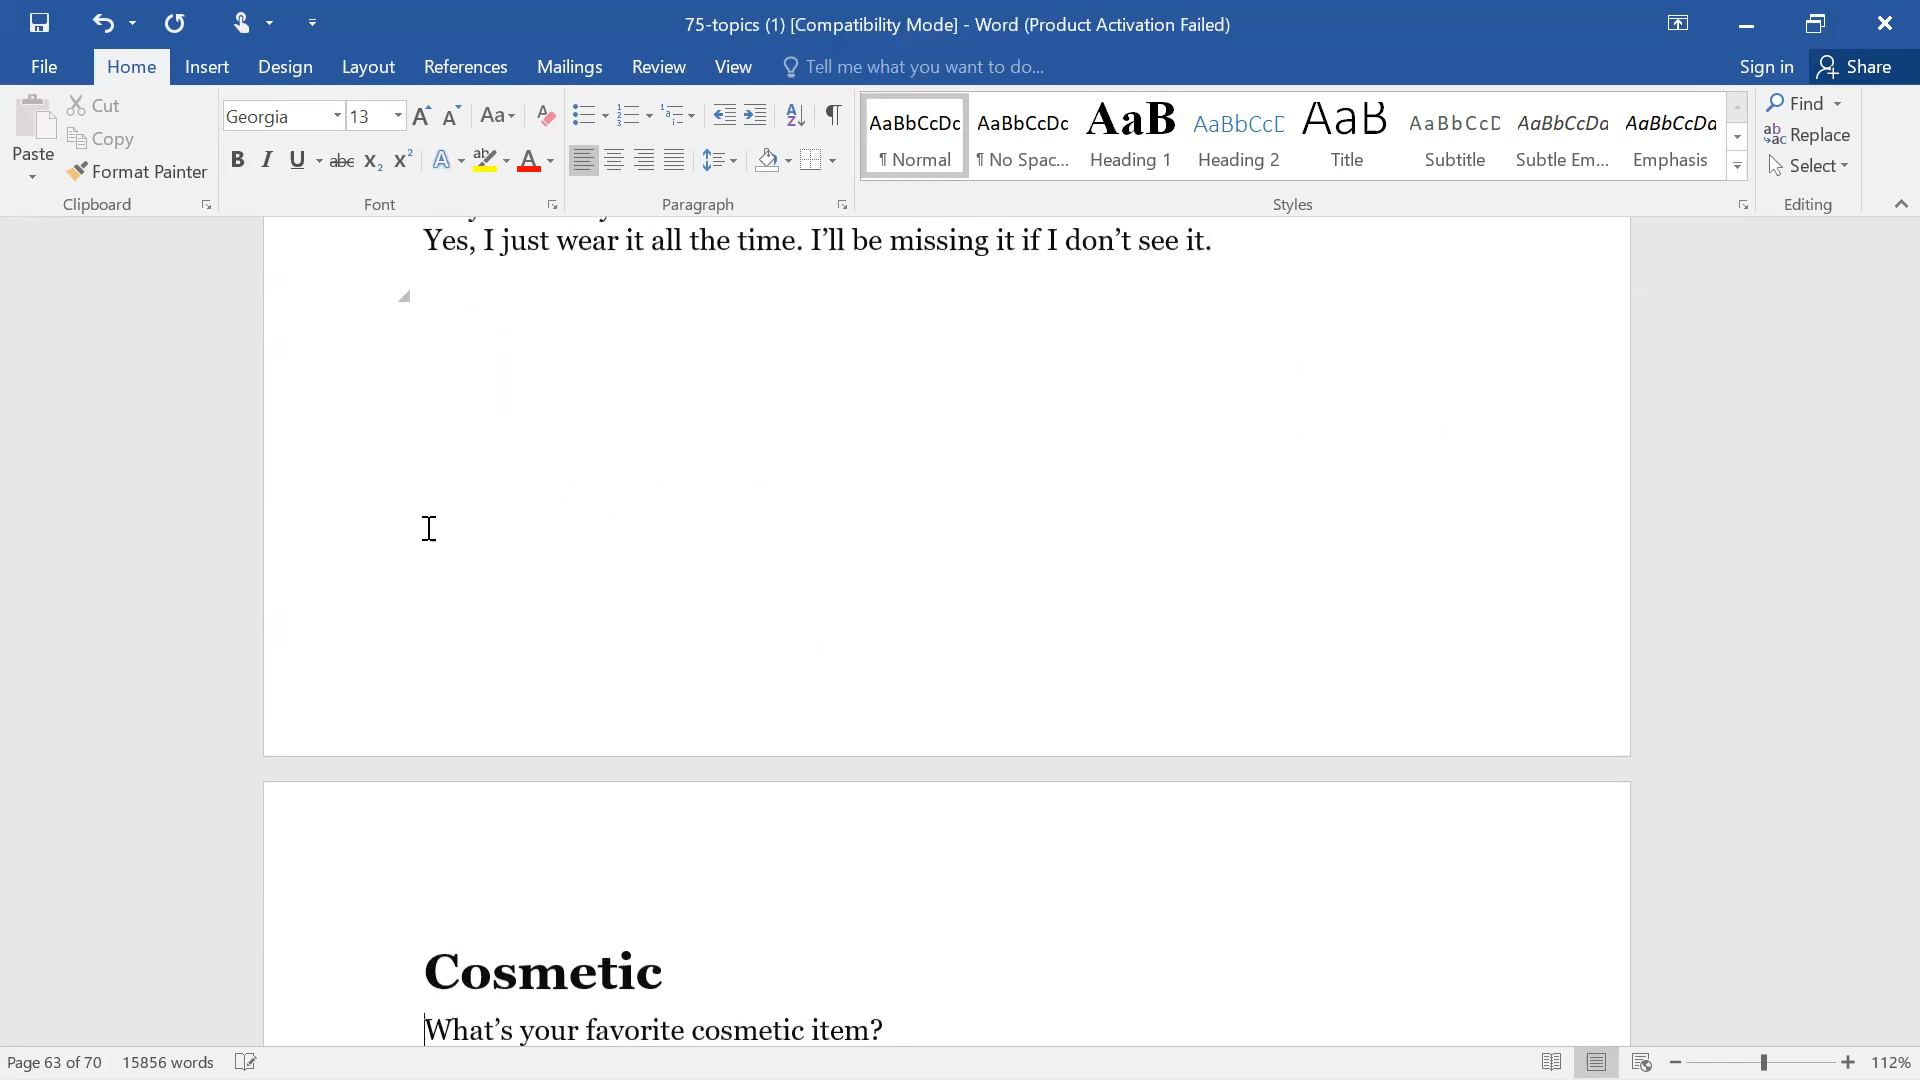 75-topics (1) [Compatibility Mode] - Word (Product Activation Failed)
File Home Insert Design Layout References Mailings Review View Tell me what you want to do... Sign in Share
Paste
Cut
Copy
Format Painter
Clipboard
Georgia 13
Aa
B I U abc X₂ X² A ab A
Font
Paragraph
AaBbCcDc AaBbCcDc AaB AaBbCcD AaB AaBbCcD AaBbCcDa AaBbCcDa
¶ Normal ¶ No Spac... Heading 1 Heading 2 Title Subtitle Subtle Em... Emphasis
Styles
Find
Replace
Select
Editing
Yes, I just wear it all the time. I’ll be missing it if I don’t see it.
Cosmetic
What’s your favorite cosmetic item?
Page 63 of 70 15856 words 112%